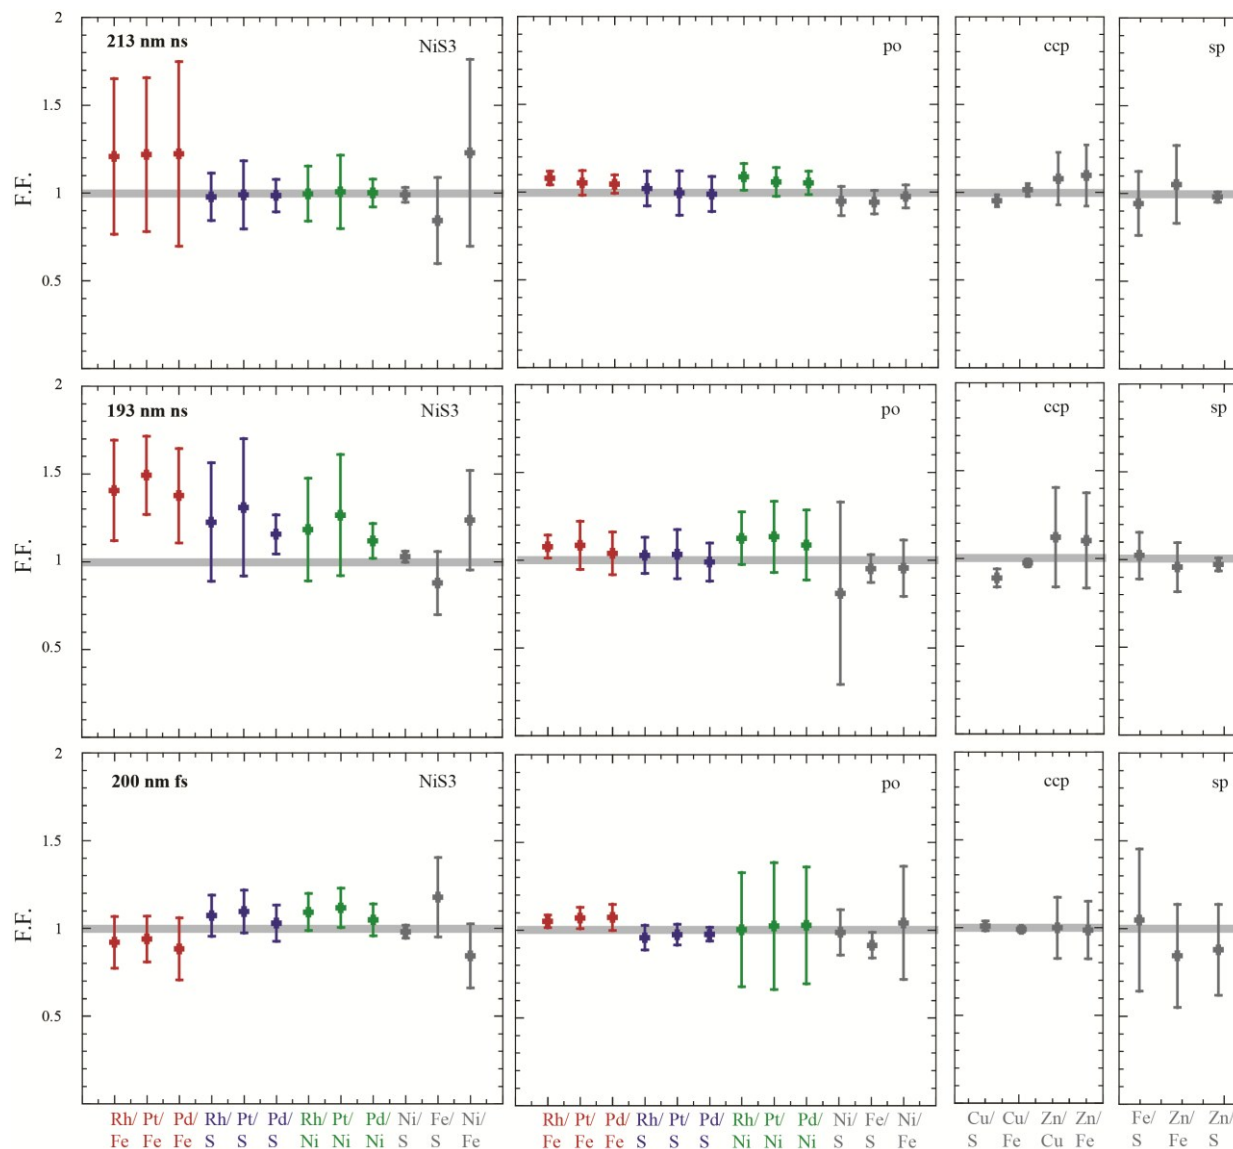 213 nm ns NiS3 po ccp sp
F.F.
2
1.5
1
0.5
193 nm ns NiS3 po ccp sp
F.F.
2
1.5
1
0.5
200 nm fs NiS3 po ccp sp
F.F.
2
1.5
1
0.5
Rh/ Pt/ Pd/ Rh/ Pt/ Pd/ Rh/ Pt/ Pd/ Ni/ Fe/ Ni/
Fe Fe Fe S S S Ni Ni Ni S S Fe
Rh/ Pt/ Pd/ Rh/ Pt/ Pd/ Rh/ Pt/ Pd/ Ni/ Fe/ Ni/
Fe Fe Fe S S S Ni Ni Ni S S Fe
Cu/ Cu/ Zn/ Zn/
S Fe Cu Fe
Fe/ Zn/ Zn/
S Fe S